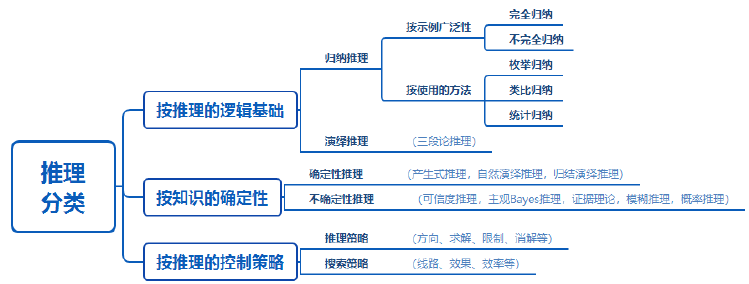 推理
分类
按推理的逻辑基础
归纳推理
按示例广泛性
完全归纳
不完全归纳
按使用的方法
枚举归纳
类比归纳
统计归纳
演绎推理
（三段论推理）
按知识的确定性
确定性推理
（产生式推理，自然演绎推理，归结演绎推理）
不确定性推理
（可信度推理，主观Bayes推理，证据理论，模糊推理，概率推理）
按推理的控制策略
推理策略
（方向、求解、限制、消解等）
搜索策略
（线路、效果、效率等）